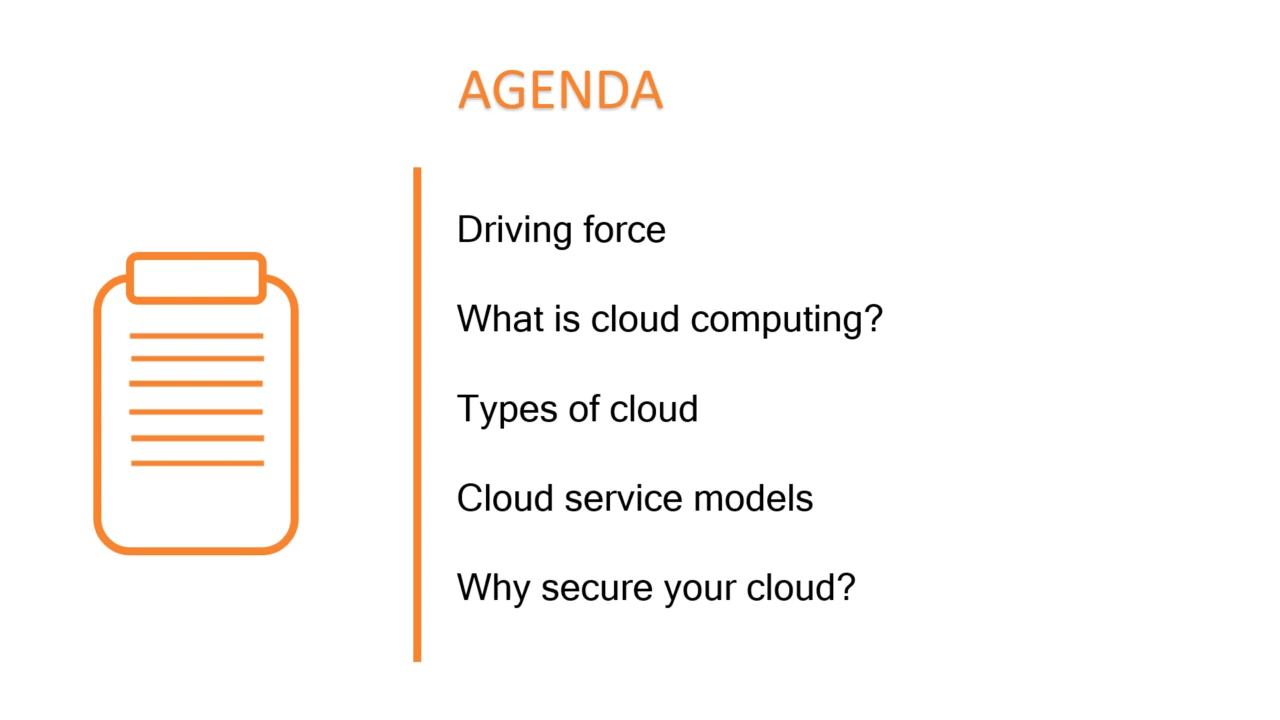 AGENDA
Driving force
What is cloud computing?
Types of cloud
Cloud service models
Why secure your cloud?